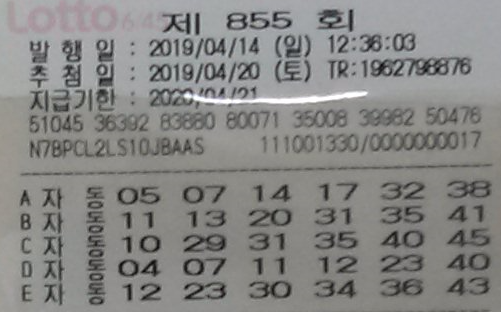 Lotto 6/45 제 855 회
발 행 일 : 2019/04/14 (일) 12:36:03
추 첨 일 : 2019/04/20 (토) TR:1962798876
지급기한 : 2020/04/21
51045 36392 83880 80071 35008 39982 50476
N7BPCL2LS10JBAAS 111001330/0000000017
A 자 동 05 07 14 17 32 38
B 자 동 11 13 20 31 35 41
C 자 동 10 29 31 35 40 45
D 자 동 04 07 11 12 23 40
E 자 동 12 23 30 34 36 43